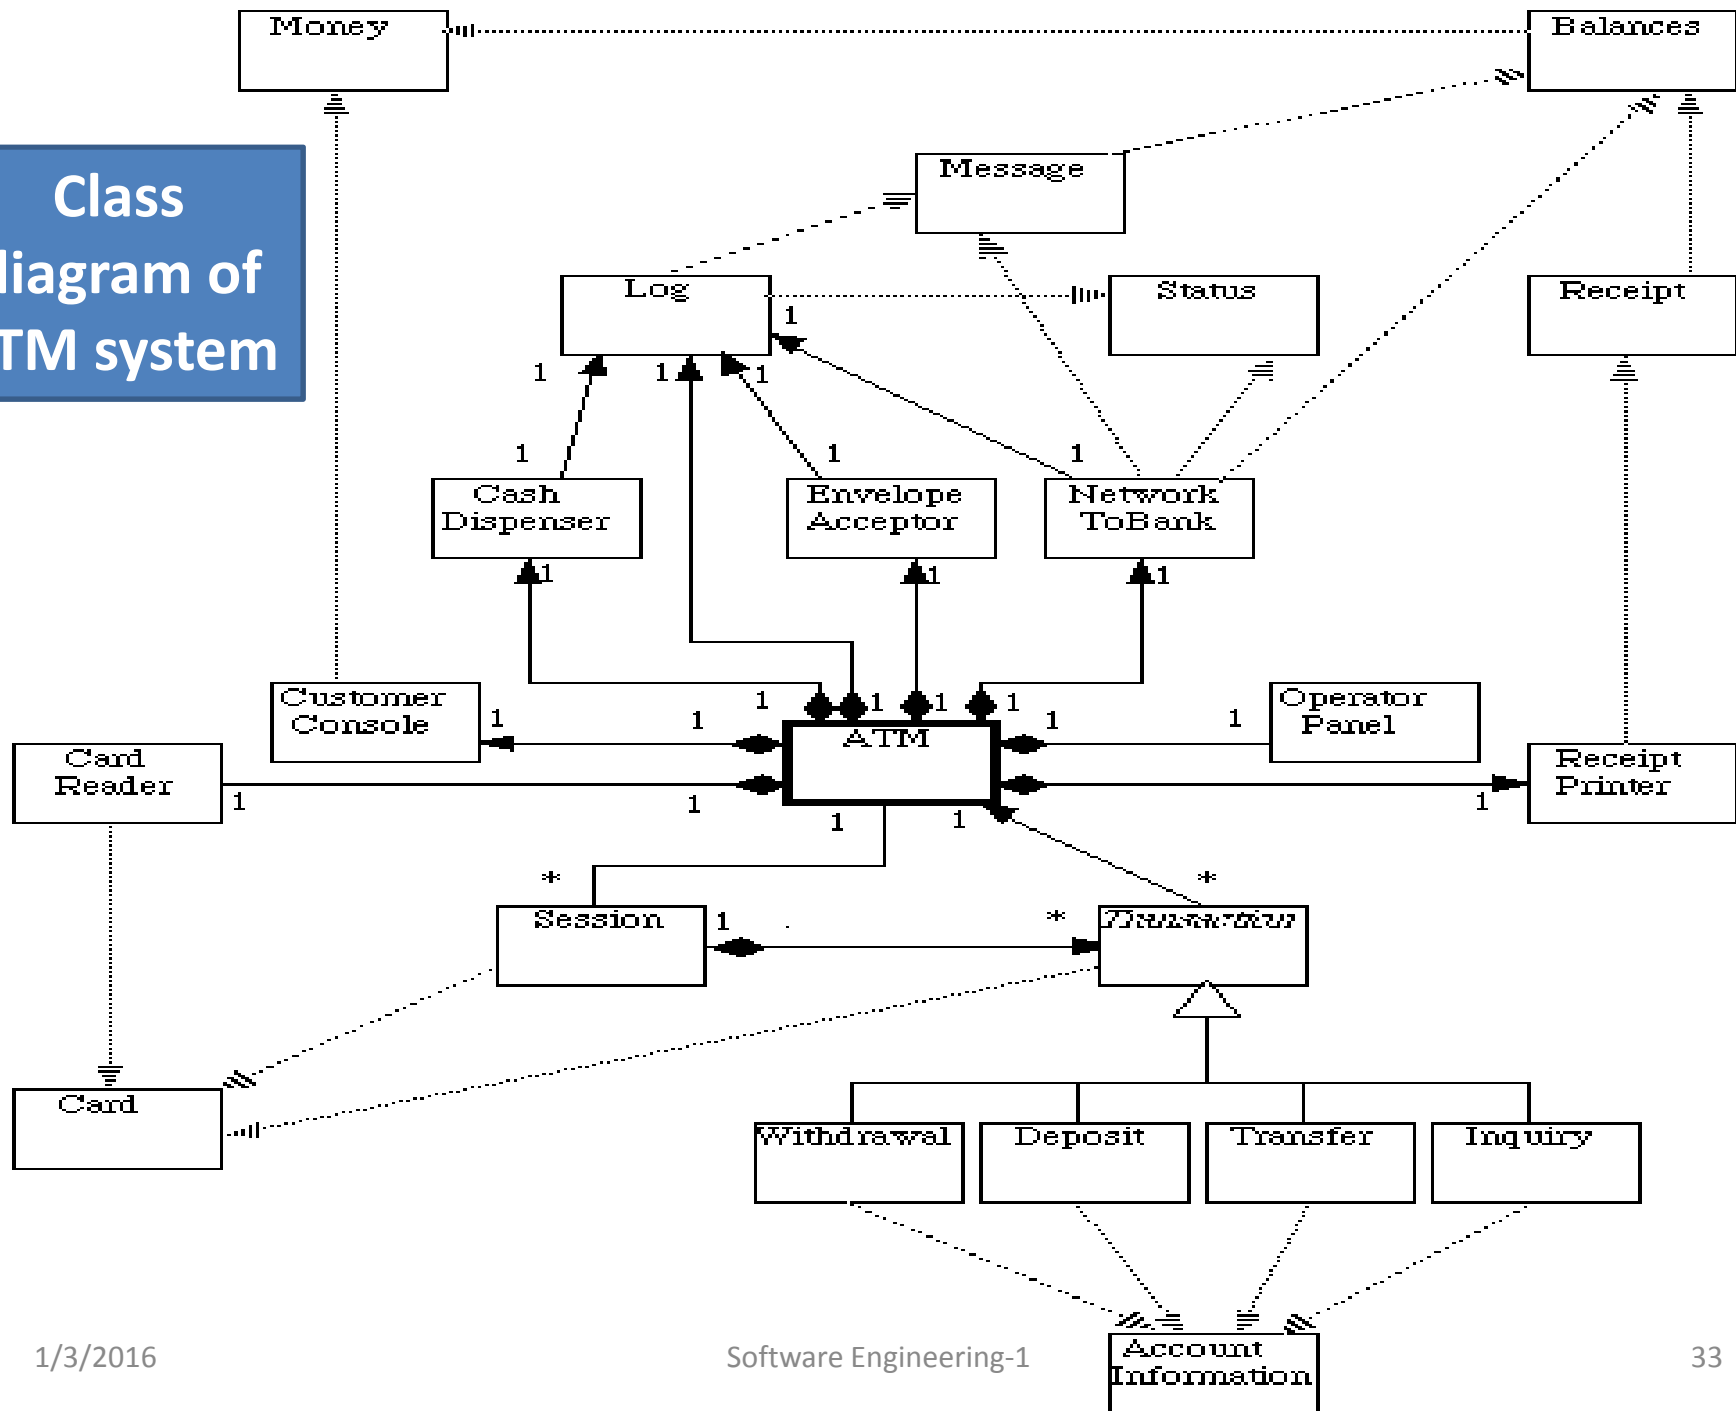 Money
Balances
Class
diagram of
TM system
Message
Log
Status
Receipt
1
1
1
1
1
1
1
1
Cash
Dispenser
Envelope
Acceptor
Network
ToBank
1
1
1
Customer
Console
1
1
1
1
1
1
1
1
Operator
Panel
ATM
Card
Reader
Receipt
Printer
1
1
1
1
1
*
*
Session
1
*
Transaction
Card
Withdrawal
Deposit
Transfer
Inquiry
Account
Information
1/3/2016
Software Engineering-1
33